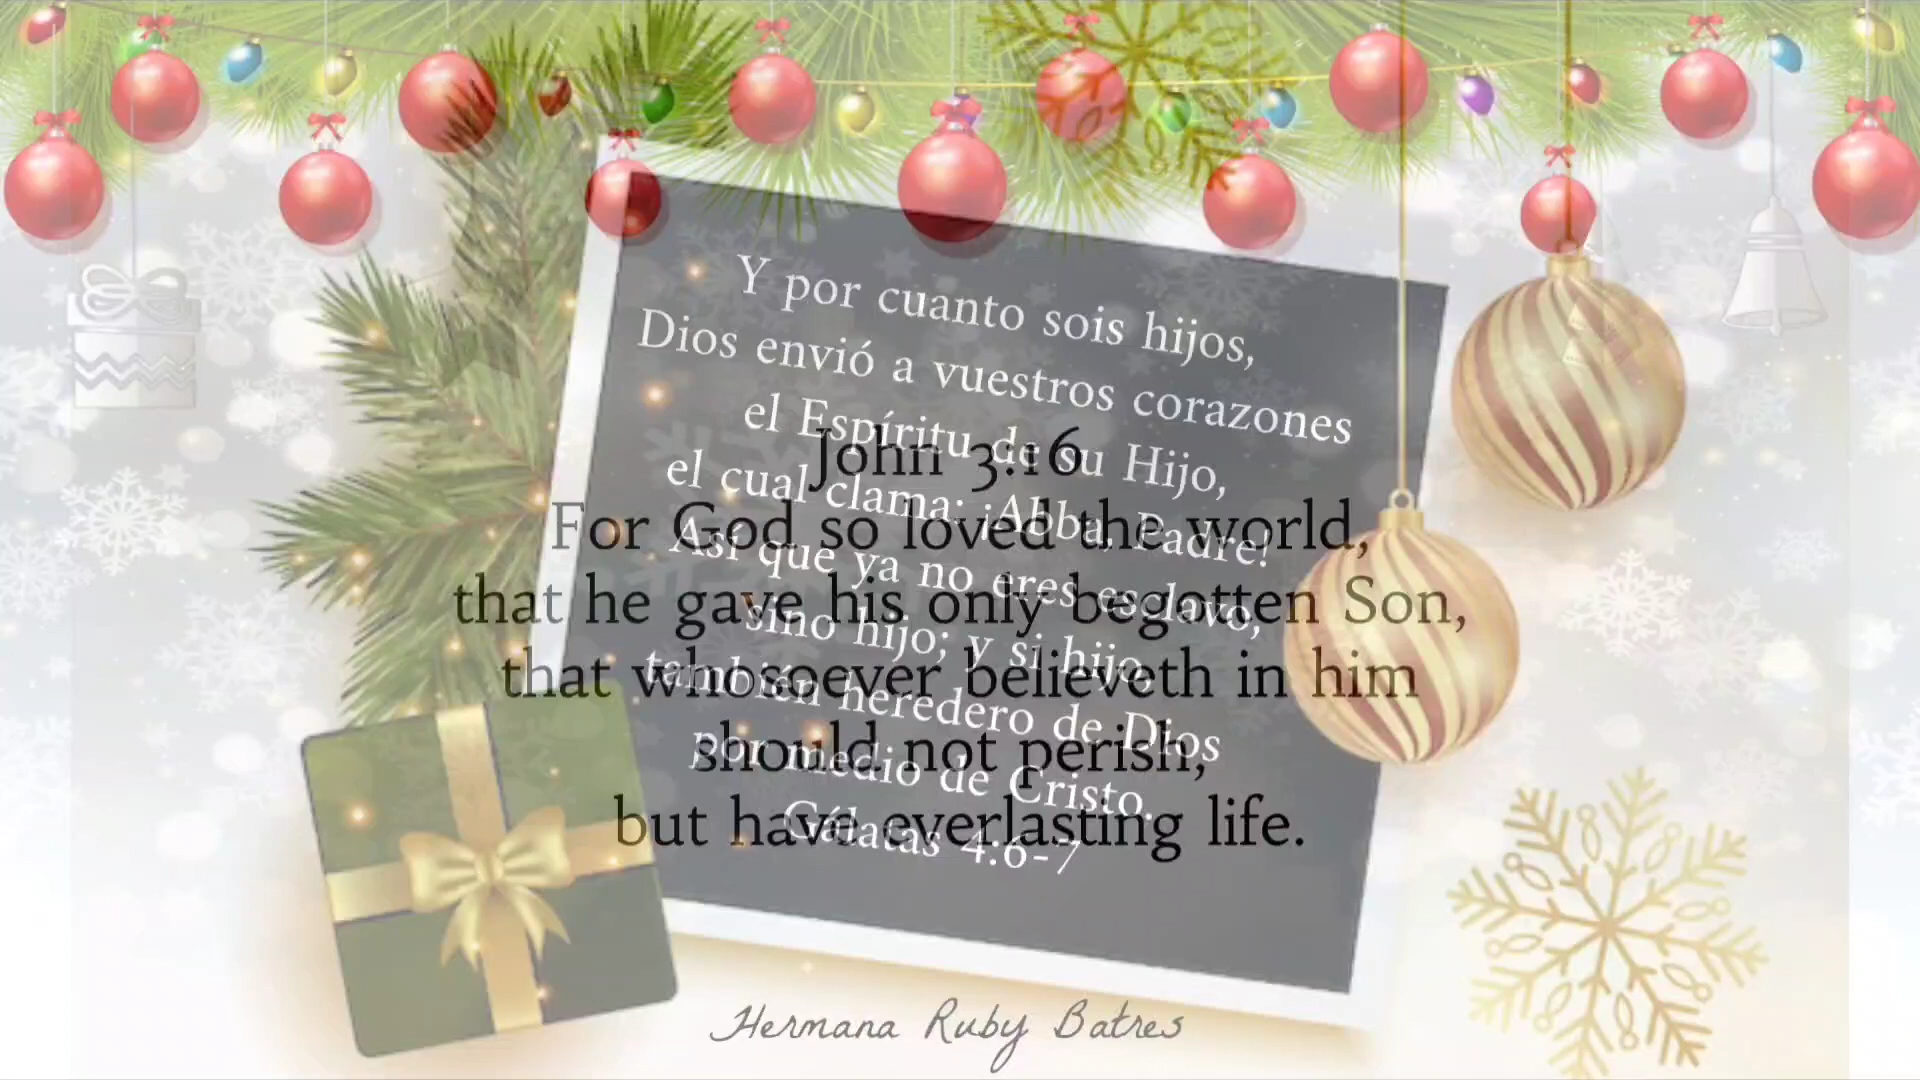 Y por cuanto sois hijos,
Dios envió a vuestros corazones
el Espíritu de su Hijo,
el cual clama: ¡Abba, Padre!
Así que ya no eres esclavo,
sino hijo; y si hijo,
también heredero de Dios
por medio de Cristo.
Gálatas 4:6-7
John 3:16
For God so loved the world,
that he gave his only begotten Son,
that whosoever believeth in him
should not perish,
but have everlasting life.
Hermana Ruby Batres